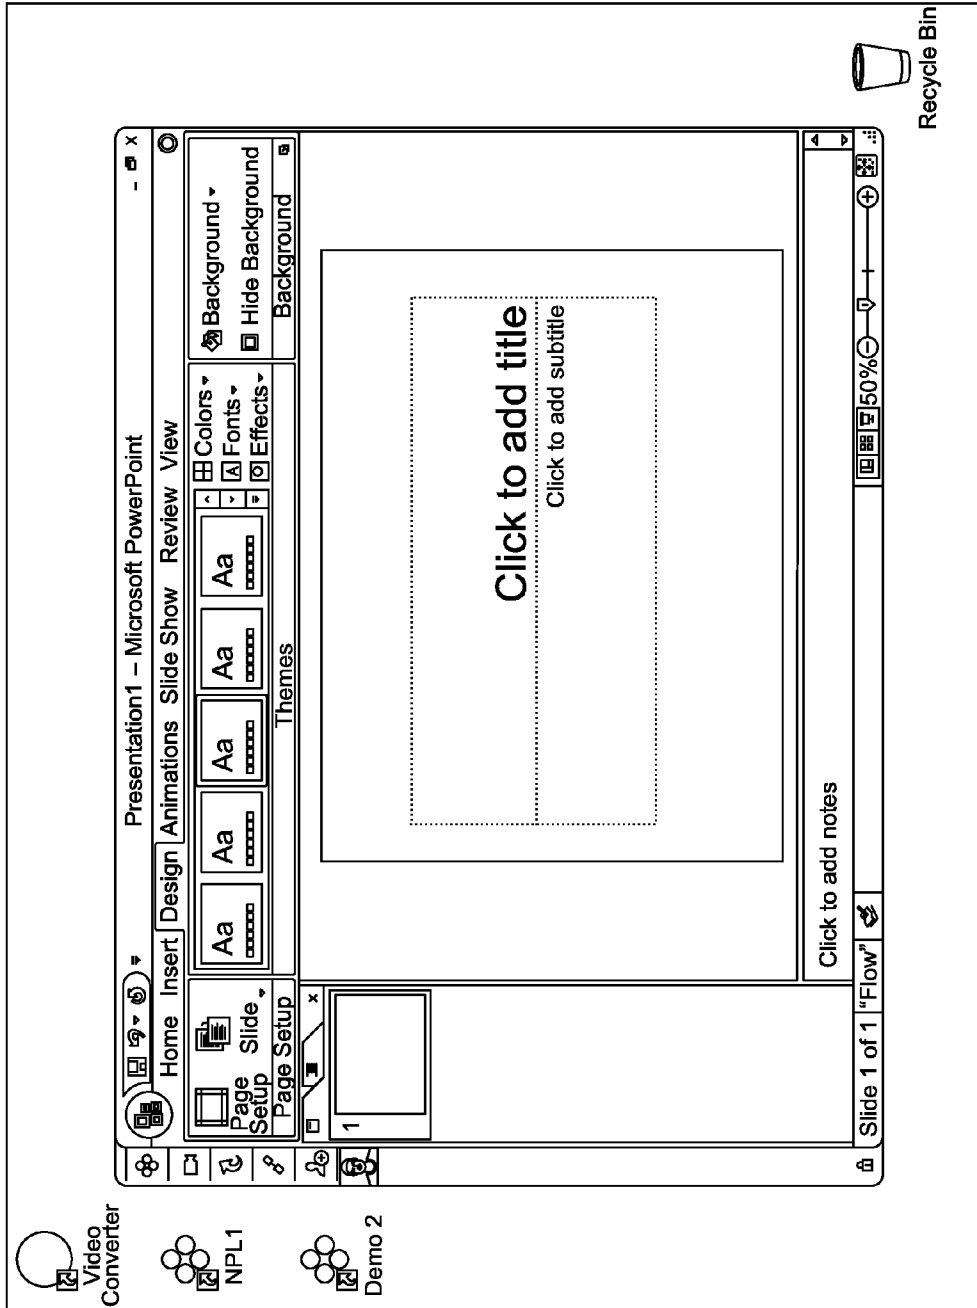 Video
Converter
NPL1
Demo 2
Presentation1 – Microsoft PowerPoint
Home Insert Design Animations Slide Show Review View
Page
Setup
Slide
Page Setup
Aa
Aa
Aa
Aa
Aa
Themes
Colors
A Fonts
Effects
Background
Hide Background
Background
1
Click to add title
Click to add subtitle
Click to add notes
Slide 1 of 1 "Flow"
50%
Recycle Bin